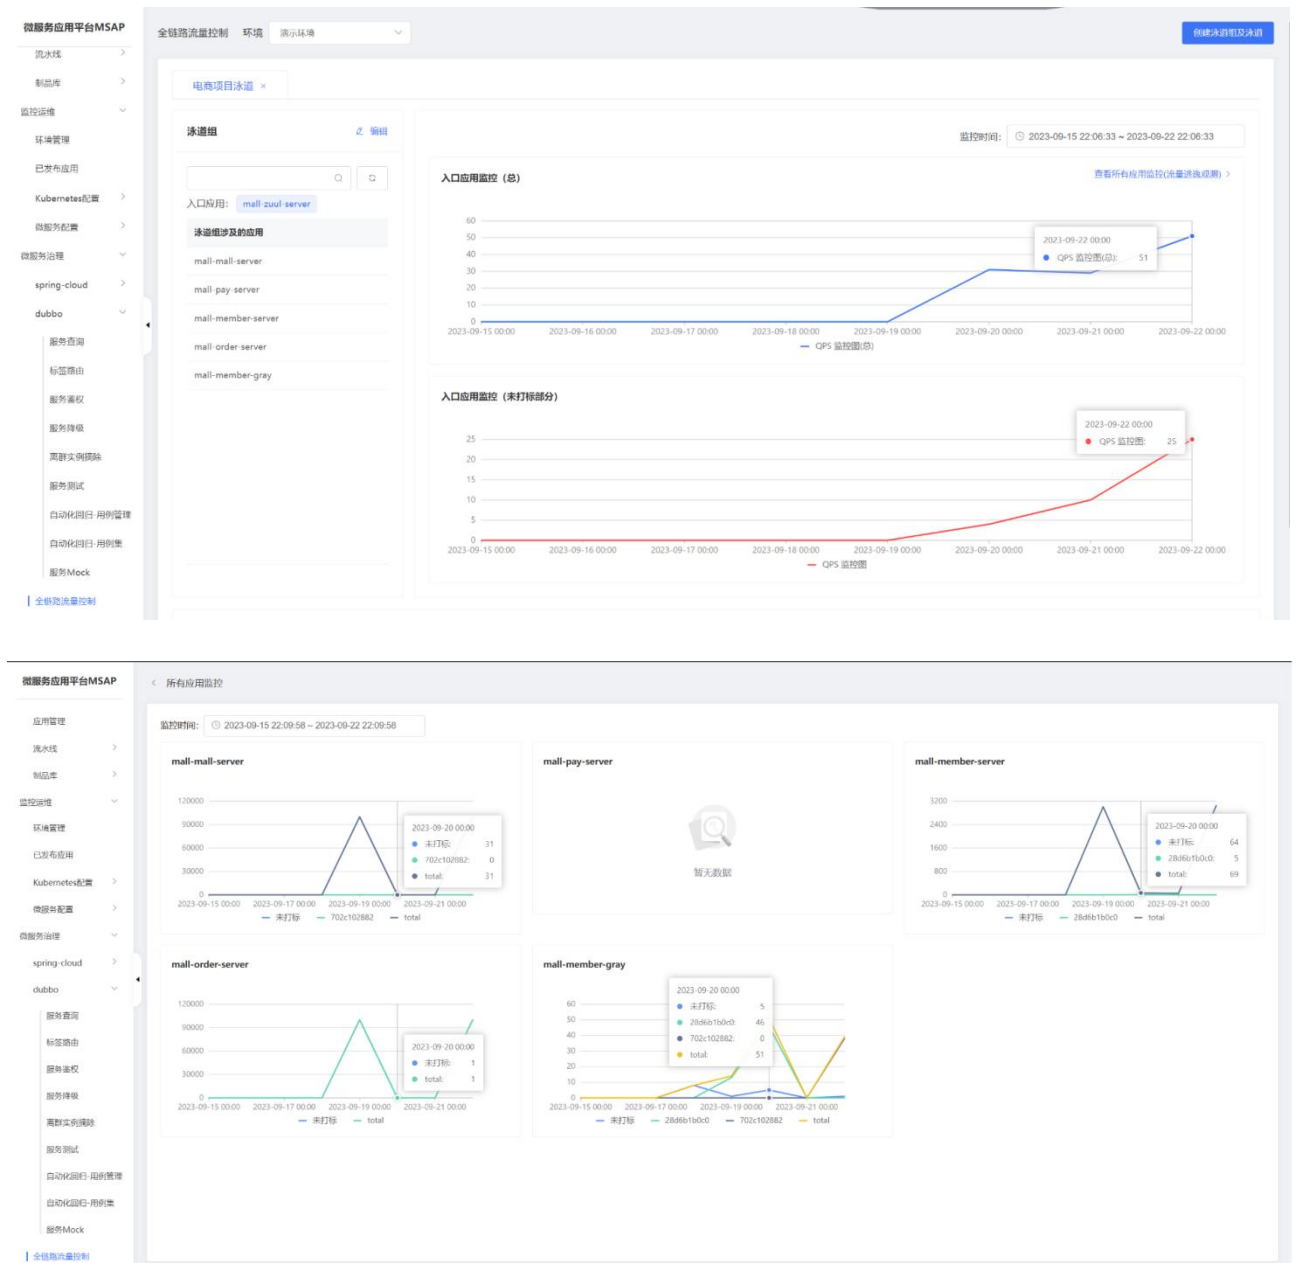 微服务应用平台MSAP
流水线
制品库
监控运维
环境管理
已发布应用
Kubernetes配置
微服务配置
微服务治理
spring-cloud
dubbo
服务查询
标签路由
服务鉴权
服务降级
离群实例摘除
服务测试
自动化回归-用例管理
自动化回归-用例集
服务Mock
全链路流量控制
全链路流量控制 环境 演示环境
创建泳道组及泳道
电商项目泳道 ×
泳道组 编辑
入口应用: mall-zuul-server
泳道组涉及的应用
mall-mall-server
mall-pay-server
mall-member-server
mall-order-server
mall-member-gray
监控时间: 2023-09-15 22:06:33 ~ 2023-09-22 22:06:33
入口应用监控（总）
查看所有应用监控(流量逃逸观测) >
60
50
40
30
20
10
0
2023-09-22 00:00
QPS 监控图(总): 51
2023-09-15 00:00 2023-09-16 00:00 2023-09-17 00:00 2023-09-18 00:00 2023-09-19 00:00 2023-09-20 00:00 2023-09-21 00:00 2023-09-22 00:00
QPS 监控图(总)
入口应用监控（未打标部分）
25
20
15
10
5
0
2023-09-22 00:00
QPS 监控图: 25
2023-09-15 00:00 2023-09-16 00:00 2023-09-17 00:00 2023-09-18 00:00 2023-09-19 00:00 2023-09-20 00:00 2023-09-21 00:00 2023-09-22 00:00
QPS 监控图
微服务应用平台MSAP
应用管理
流水线
制品库
监控运维
环境管理
已发布应用
Kubernetes配置
微服务配置
微服务治理
spring-cloud
dubbo
服务查询
标签路由
服务鉴权
服务降级
离群实例摘除
服务测试
自动化回归-用例管理
自动化回归-用例集
服务Mock
全链路流量控制
< 所有应用监控
监控时间: 2023-09-15 22:09:58 ~ 2023-09-22 22:09:58
mall-mall-server
120000
90000
60000
30000
0
2023-09-20 00:00
未打标: 31
702c102882: 0
total: 31
2023-09-15 00:00 2023-09-17 00:00 2023-09-19 00:00 2023-09-21 00:00
未打标 702c102882 total
mall-pay-server
暂无数据
mall-member-server
3200
2400
1600
800
0
2023-09-20 00:00
未打标: 64
28d6b1b0c0: 5
total: 69
2023-09-15 00:00 2023-09-17 00:00 2023-09-19 00:00 2023-09-21 00:00
未打标 28d6b1b0c0 total
mall-order-server
120000
90000
60000
30000
0
2023-09-20 00:00
未打标: 1
total: 1
2023-09-15 00:00 2023-09-17 00:00 2023-09-19 00:00 2023-09-21 00:00
未打标 total
mall-member-gray
60
50
40
30
20
10
0
2023-09-20 00:00
未打标: 5
28d6b1b0c0: 46
702c102882: 0
total: 51
2023-09-15 00:00 2023-09-17 00:00 2023-09-19 00:00 2023-09-21 00:00
未打标 28d6b1b0c0 702c102882 total